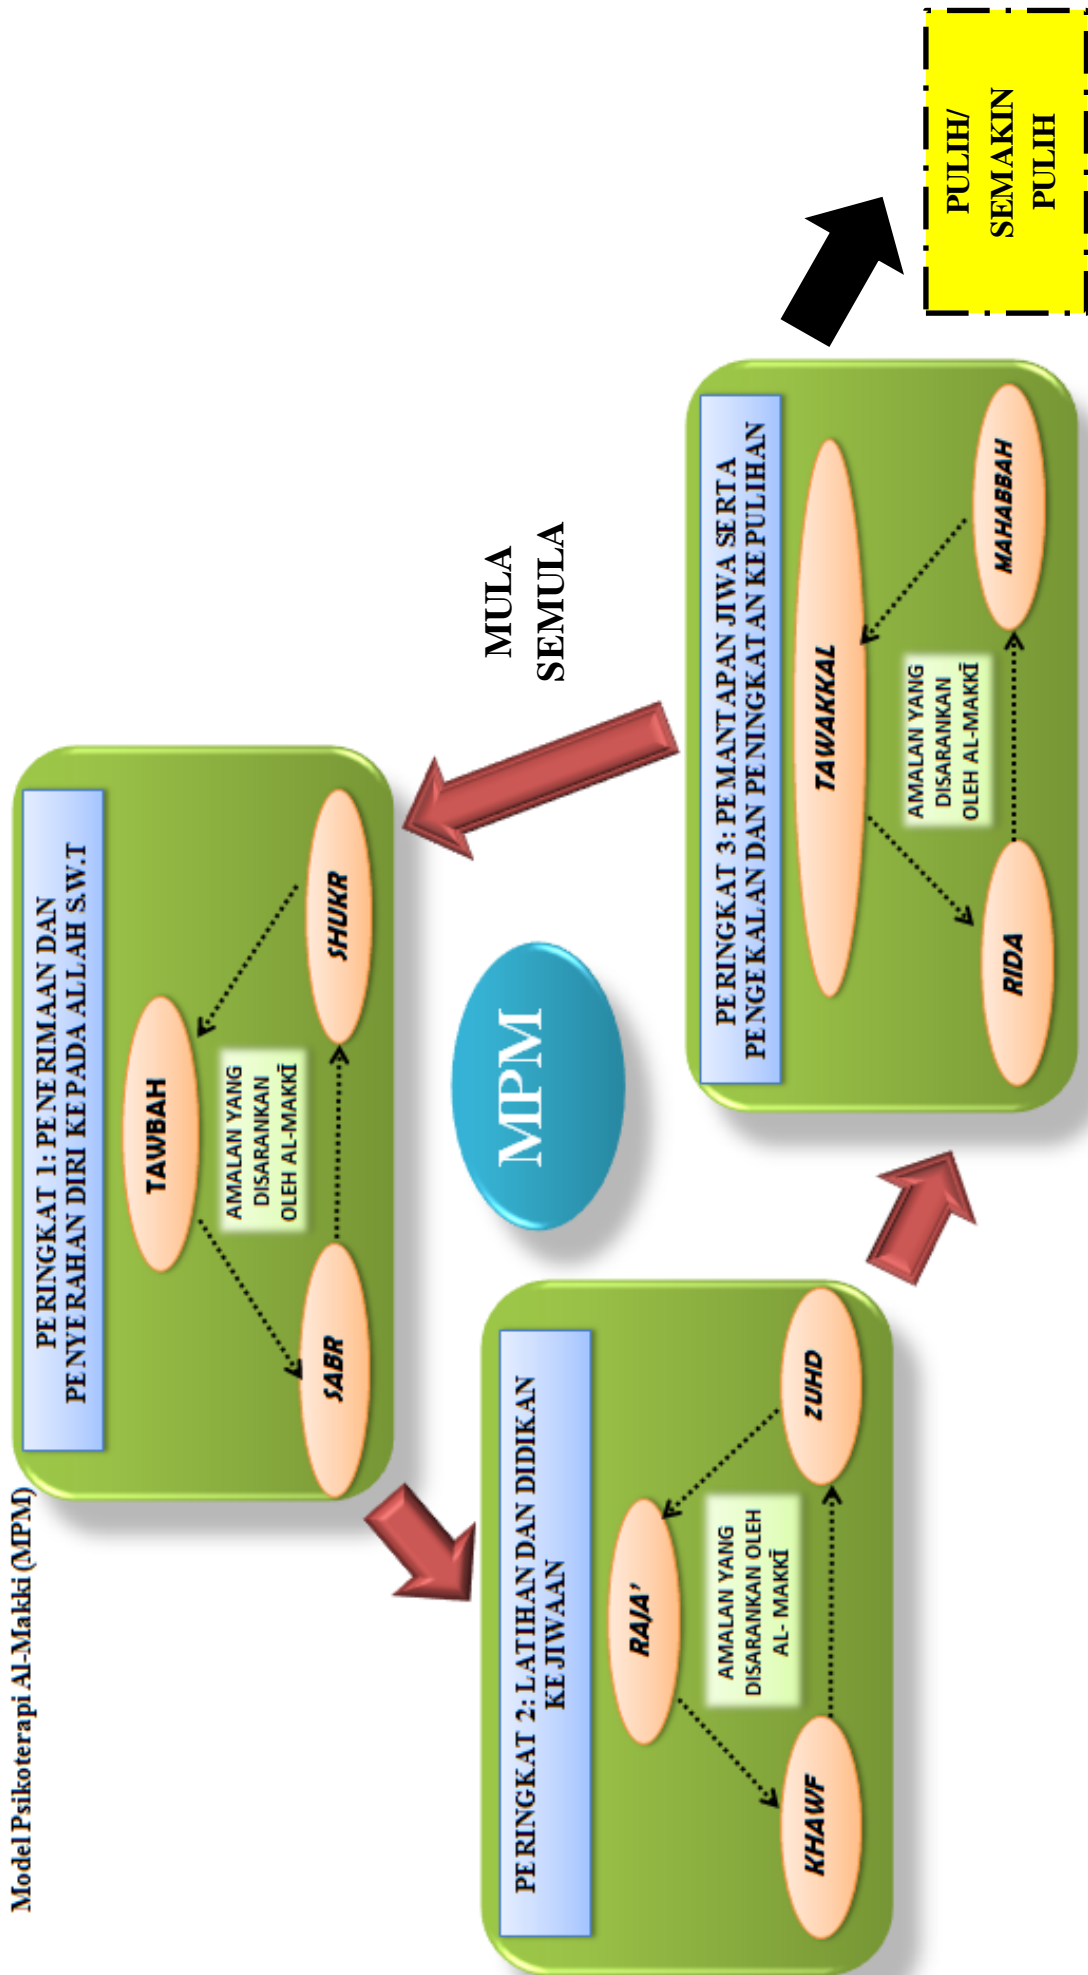 Model Psikoterapi Al-Makki (MPM)
PERINGKAT 1: PENERIMAAN DAN
PENYERAHAN DIRI KEPADA ALLAH S.W.T
TAWBAH
AMALAN YANG
DISARANKAN
OLEH AL-MAKKĪ
SABR
SHUKR
MPM
MULA
SEMULA
PERINGKAT 2: LATIHAN DAN DIDIKAN
KEJIWAAN
RAJA’
AMALAN YANG
DISARANKAN OLEH
AL- MAKKĪ
KHAWF
ZUHD
PERINGKAT 3: PEMANTAPAN JIWA SERTA
PENGEKALAN DAN PENINGKATAN KEPULIHAN
TAWAKKAL
AMALAN YANG
DISARANKAN
OLEH AL-MAKKĪ
RIDA
MAHABBAH
PULIH/
SEMAKIN
PULIH